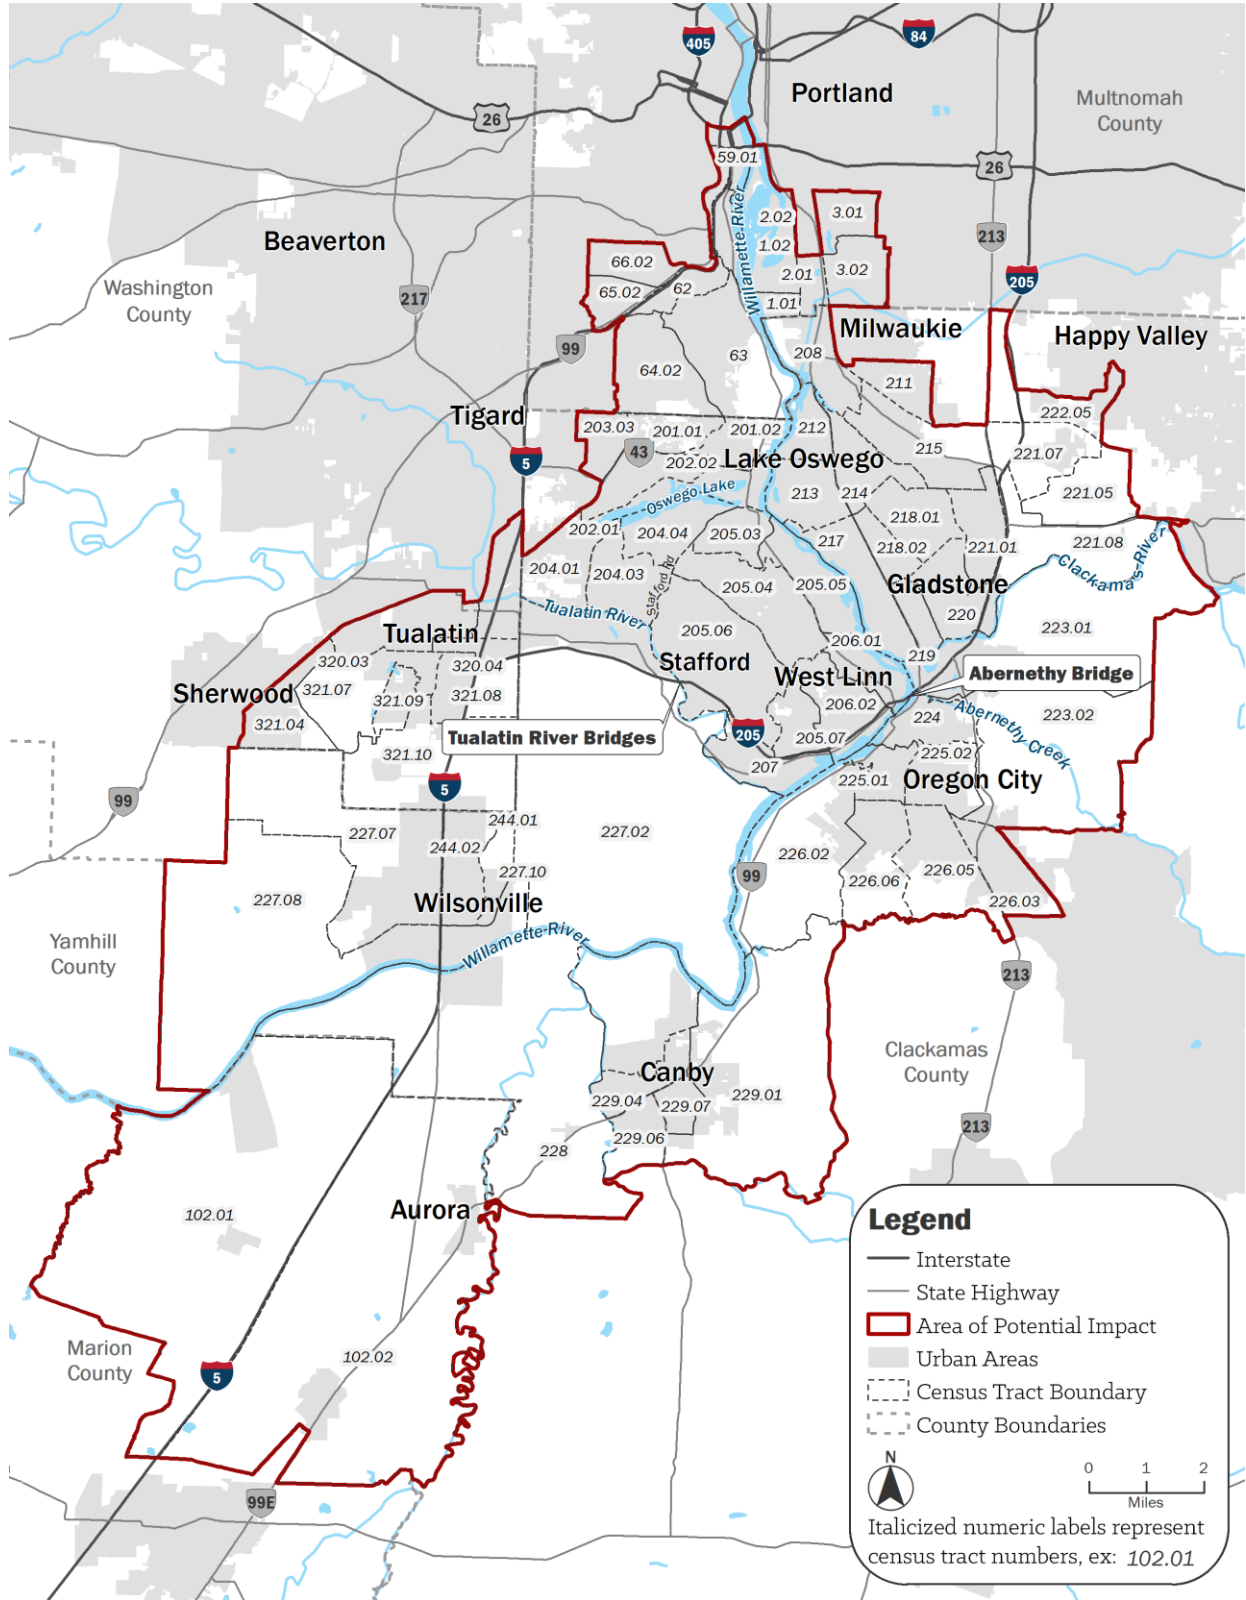 405
84
Portland
Multnomah
County
26
59.01
26
2.02
3.01
Willamette River
Beaverton
1.02
213
66.02
2.01
3.02
205
Washington
County
217
65.02
62
1.01
Milwaukie
Happy Valley
99
63
208
64.02
211
Tigard
222.05
203.03
201.01
201.02
212
43
215
221.07
5
202.02
Lake Oswego
Oswego Lake
213
214
221.05
202.01
204.04
205.03
217
218.01
218.02
221.01
221.08
Clackamas River
204.01
204.03
Stafford Rd
205.04
205.05
Gladstone
Tualatin River
220
205.06
223.01
Tualatin
206.01
320.03
320.04
Stafford
219
West Linn
Abernethy Bridge
Sherwood
321.07
321.09
321.08
206.02
321.04
224
223.02
Abernethy Creek
Tualatin River Bridges
205
205.07
321.10
225.02
207
225.01
Oregon City
5
99
244.01
227.07
227.02
244.02
226.02
227.10
226.05
99
226.06
227.08
Wilsonville
226.03
Yamhill
County
Willamette River
213
Clackamas
County
Canby
229.04
229.07
229.01
213
229.06
228
Aurora
102.01
Marion
County
102.02
5
99E
Legend
Interstate
State Highway
Area of Potential Impact
Urban Areas
Census Tract Boundary
County Boundaries
N
0 1 2
Miles
Italicized numeric labels represent
census tract numbers, ex: 102.01